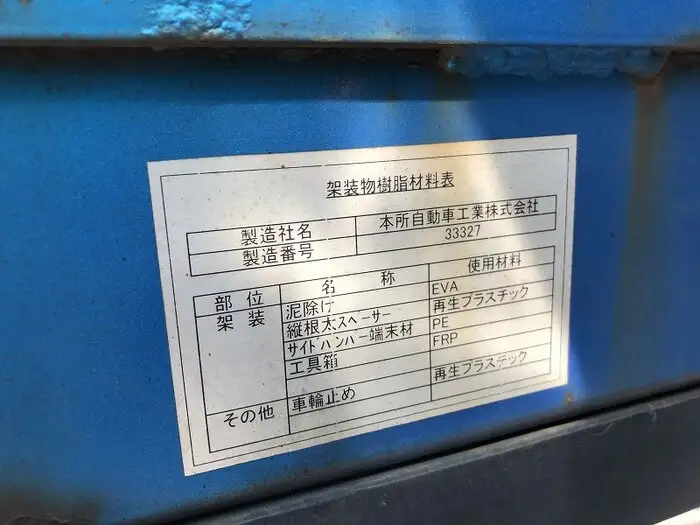 架装物樹脂材料表
製造社名 本所自動車工業株式会社
製造番号 33327
部位 名称 使用材料
架装 泥除け EVA
縦根太スペーサー 再生プラスチック
サイドバンパー端末材 PE
工具箱 FRP
その他 車輪止め 再生プラスチック